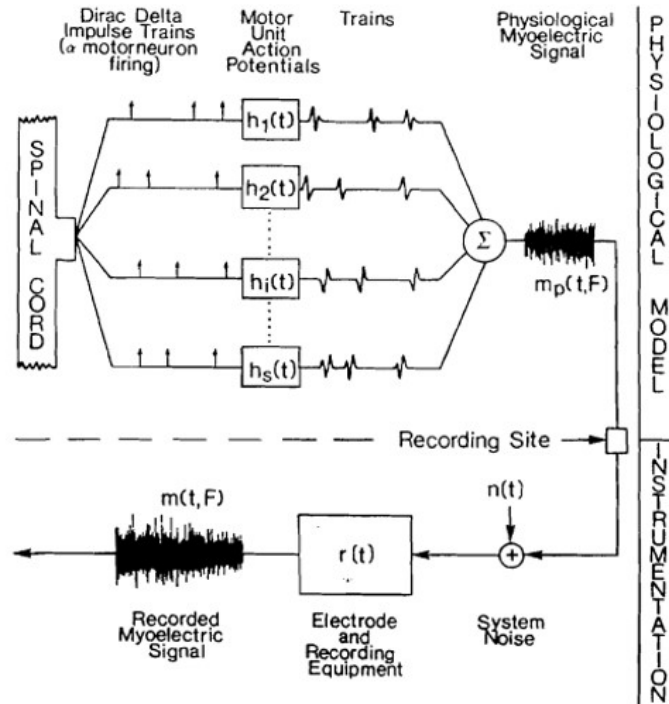 Dirac Delta
Impulse Trains
(α motorneuron
firing)
Motor
Unit
Action
Potentials
Trains
Physiological
Myoelectric
Signal
SPINAL CORD
h₁(t)
h₂(t)
hᵢ(t)
hₛ(t)
Σ
mₚ(t,F)
PHYSIOLOGICAL MODEL
Recording Site
INSTRUMENTATION
m(t,F)
n(t)
r(t)
+
Recorded
Myoelectric
Signal
Electrode
and
Recording
Equipment
System
Noise